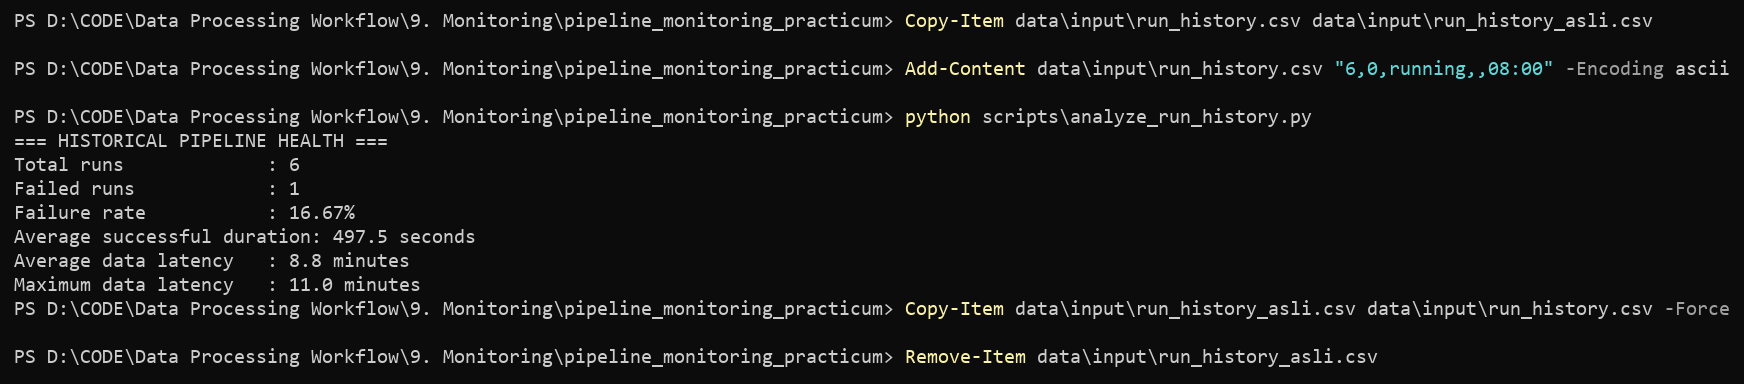 PS D:\CODE\Data Processing Workflow\9. Monitoring\pipeline_monitoring_practicum> Copy-Item data\input\run_history.csv data\input\run_history_asli.csv
PS D:\CODE\Data Processing Workflow\9. Monitoring\pipeline_monitoring_practicum> Add-Content data\input\run_history.csv "6,0,running,,08:00" -Encoding ascii
PS D:\CODE\Data Processing Workflow\9. Monitoring\pipeline_monitoring_practicum> python scripts\analyze_run_history.py
=== HISTORICAL PIPELINE HEALTH ===
Total runs             : 6
Failed runs            : 1
Failure rate           : 16.67%
Average successful duration: 497.5 seconds
Average data latency   : 8.8 minutes
Maximum data latency   : 11.0 minutes
PS D:\CODE\Data Processing Workflow\9. Monitoring\pipeline_monitoring_practicum> Copy-Item data\input\run_history_asli.csv data\input\run_history.csv -Force
PS D:\CODE\Data Processing Workflow\9. Monitoring\pipeline_monitoring_practicum> Remove-Item data\input\run_history_asli.csv